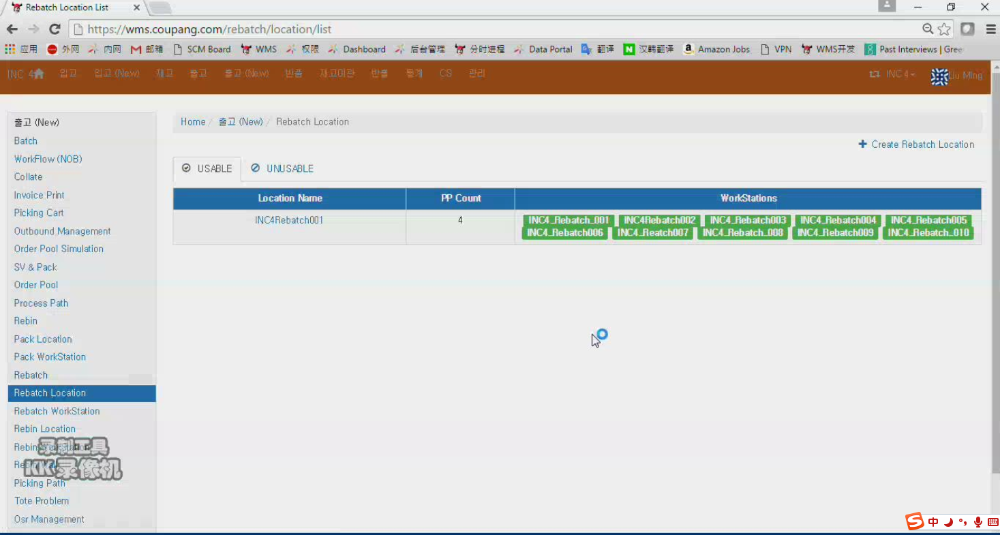 Rebatch Location List
https://wms.coupang.com/rebatch/location/list
应用 外网 内网 邮箱 SCM Board WMS 权限 Dashboard 后台管理 分时进程 Data Portal 翻译 汉韩翻译 Amazon Jobs VPN WMS开发 Past Interviews | Gree
INC 4 입고 입고 (New) 재고 출고 출고 (New) 반품 재고이관 반출 통계 CS 관리 INC 4 Liu Ming
출고 (New)
Batch
WorkFlow (NOB)
Collate
Invoice Print
Picking Cart
Outbound Management
Order Pool Simulation
SV & Pack
Order Pool
Process Path
Rebin
Pack Location
Pack WorkStation
Rebatch
Rebatch Location
Rebatch WorkStation
Rebin Location
Rebin WorkStation
Rebin Wall
Picking Path
Tote Problem
Osr Management
录制工具
KK录像机
Home / 출고 (New) / Rebatch Location
Create Rebatch Location
USABLE UNUSABLE
Location Name PP Count WorkStations
INC4Rebatch001 4 INC4_Rebatch_001 INC4Rebatch002 INC4_Rebatch003 INC4_Rebatch004 INC4_Rebatch005
INC4_Rebatch006 INC4_Reatch007 INC4_Rebatch_008 INC4_Rebatch009 INC4_Rebatch_010
中